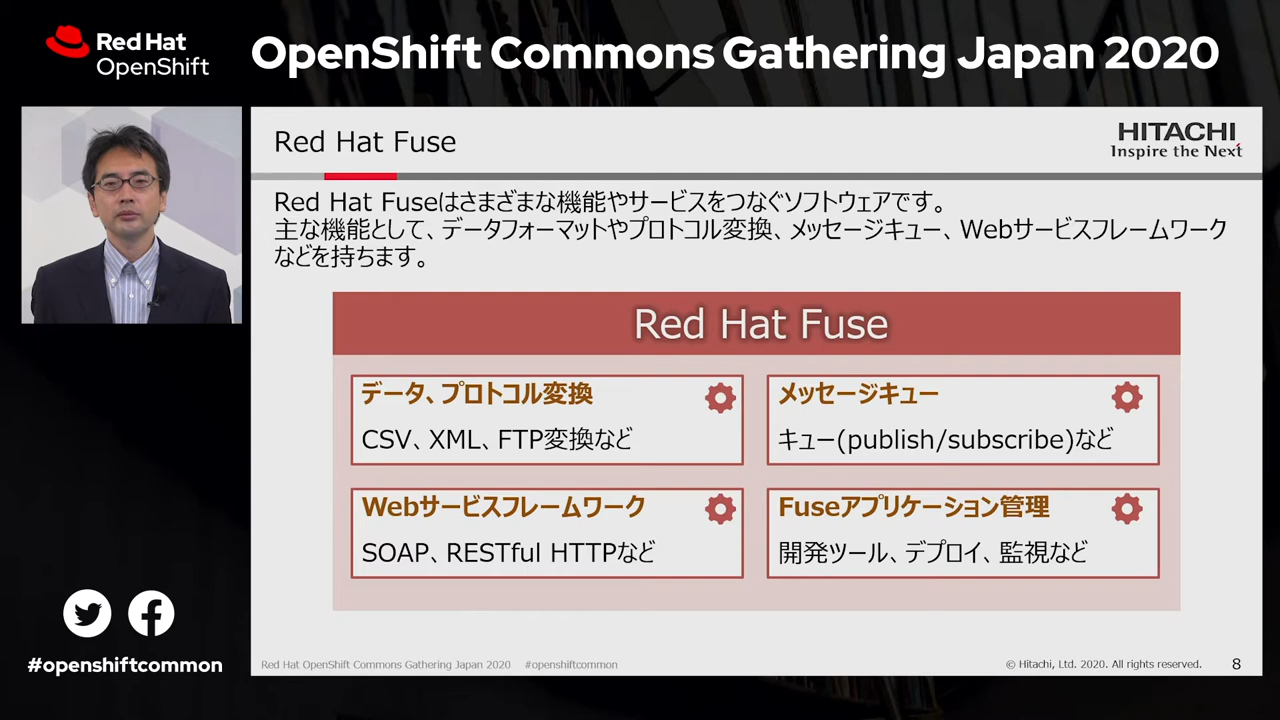 Red Hat
OpenShift
OpenShift Commons Gathering Japan 2020
Red Hat Fuse
HITACHI
Inspire the Next
Red Hat Fuseはさまざまな機能やサービスをつなぐソフトウェアです。
主な機能として、データフォーマットやプロトコル変換、メッセージキュー、Webサービスフレームワーク
などを持ちます。
Red Hat Fuse
データ、プロトコル変換
CSV、XML、FTP変換など
メッセージキュー
キュー(publish/subscribe)など
Webサービスフレームワーク
SOAP、RESTful HTTPなど
Fuseアプリケーション管理
開発ツール、デプロイ、監視など
#openshiftcommon
Red Hat OpenShift Commons Gathering Japan 2020 #openshiftcommon
© Hitachi, Ltd. 2020. All rights reserved. 8